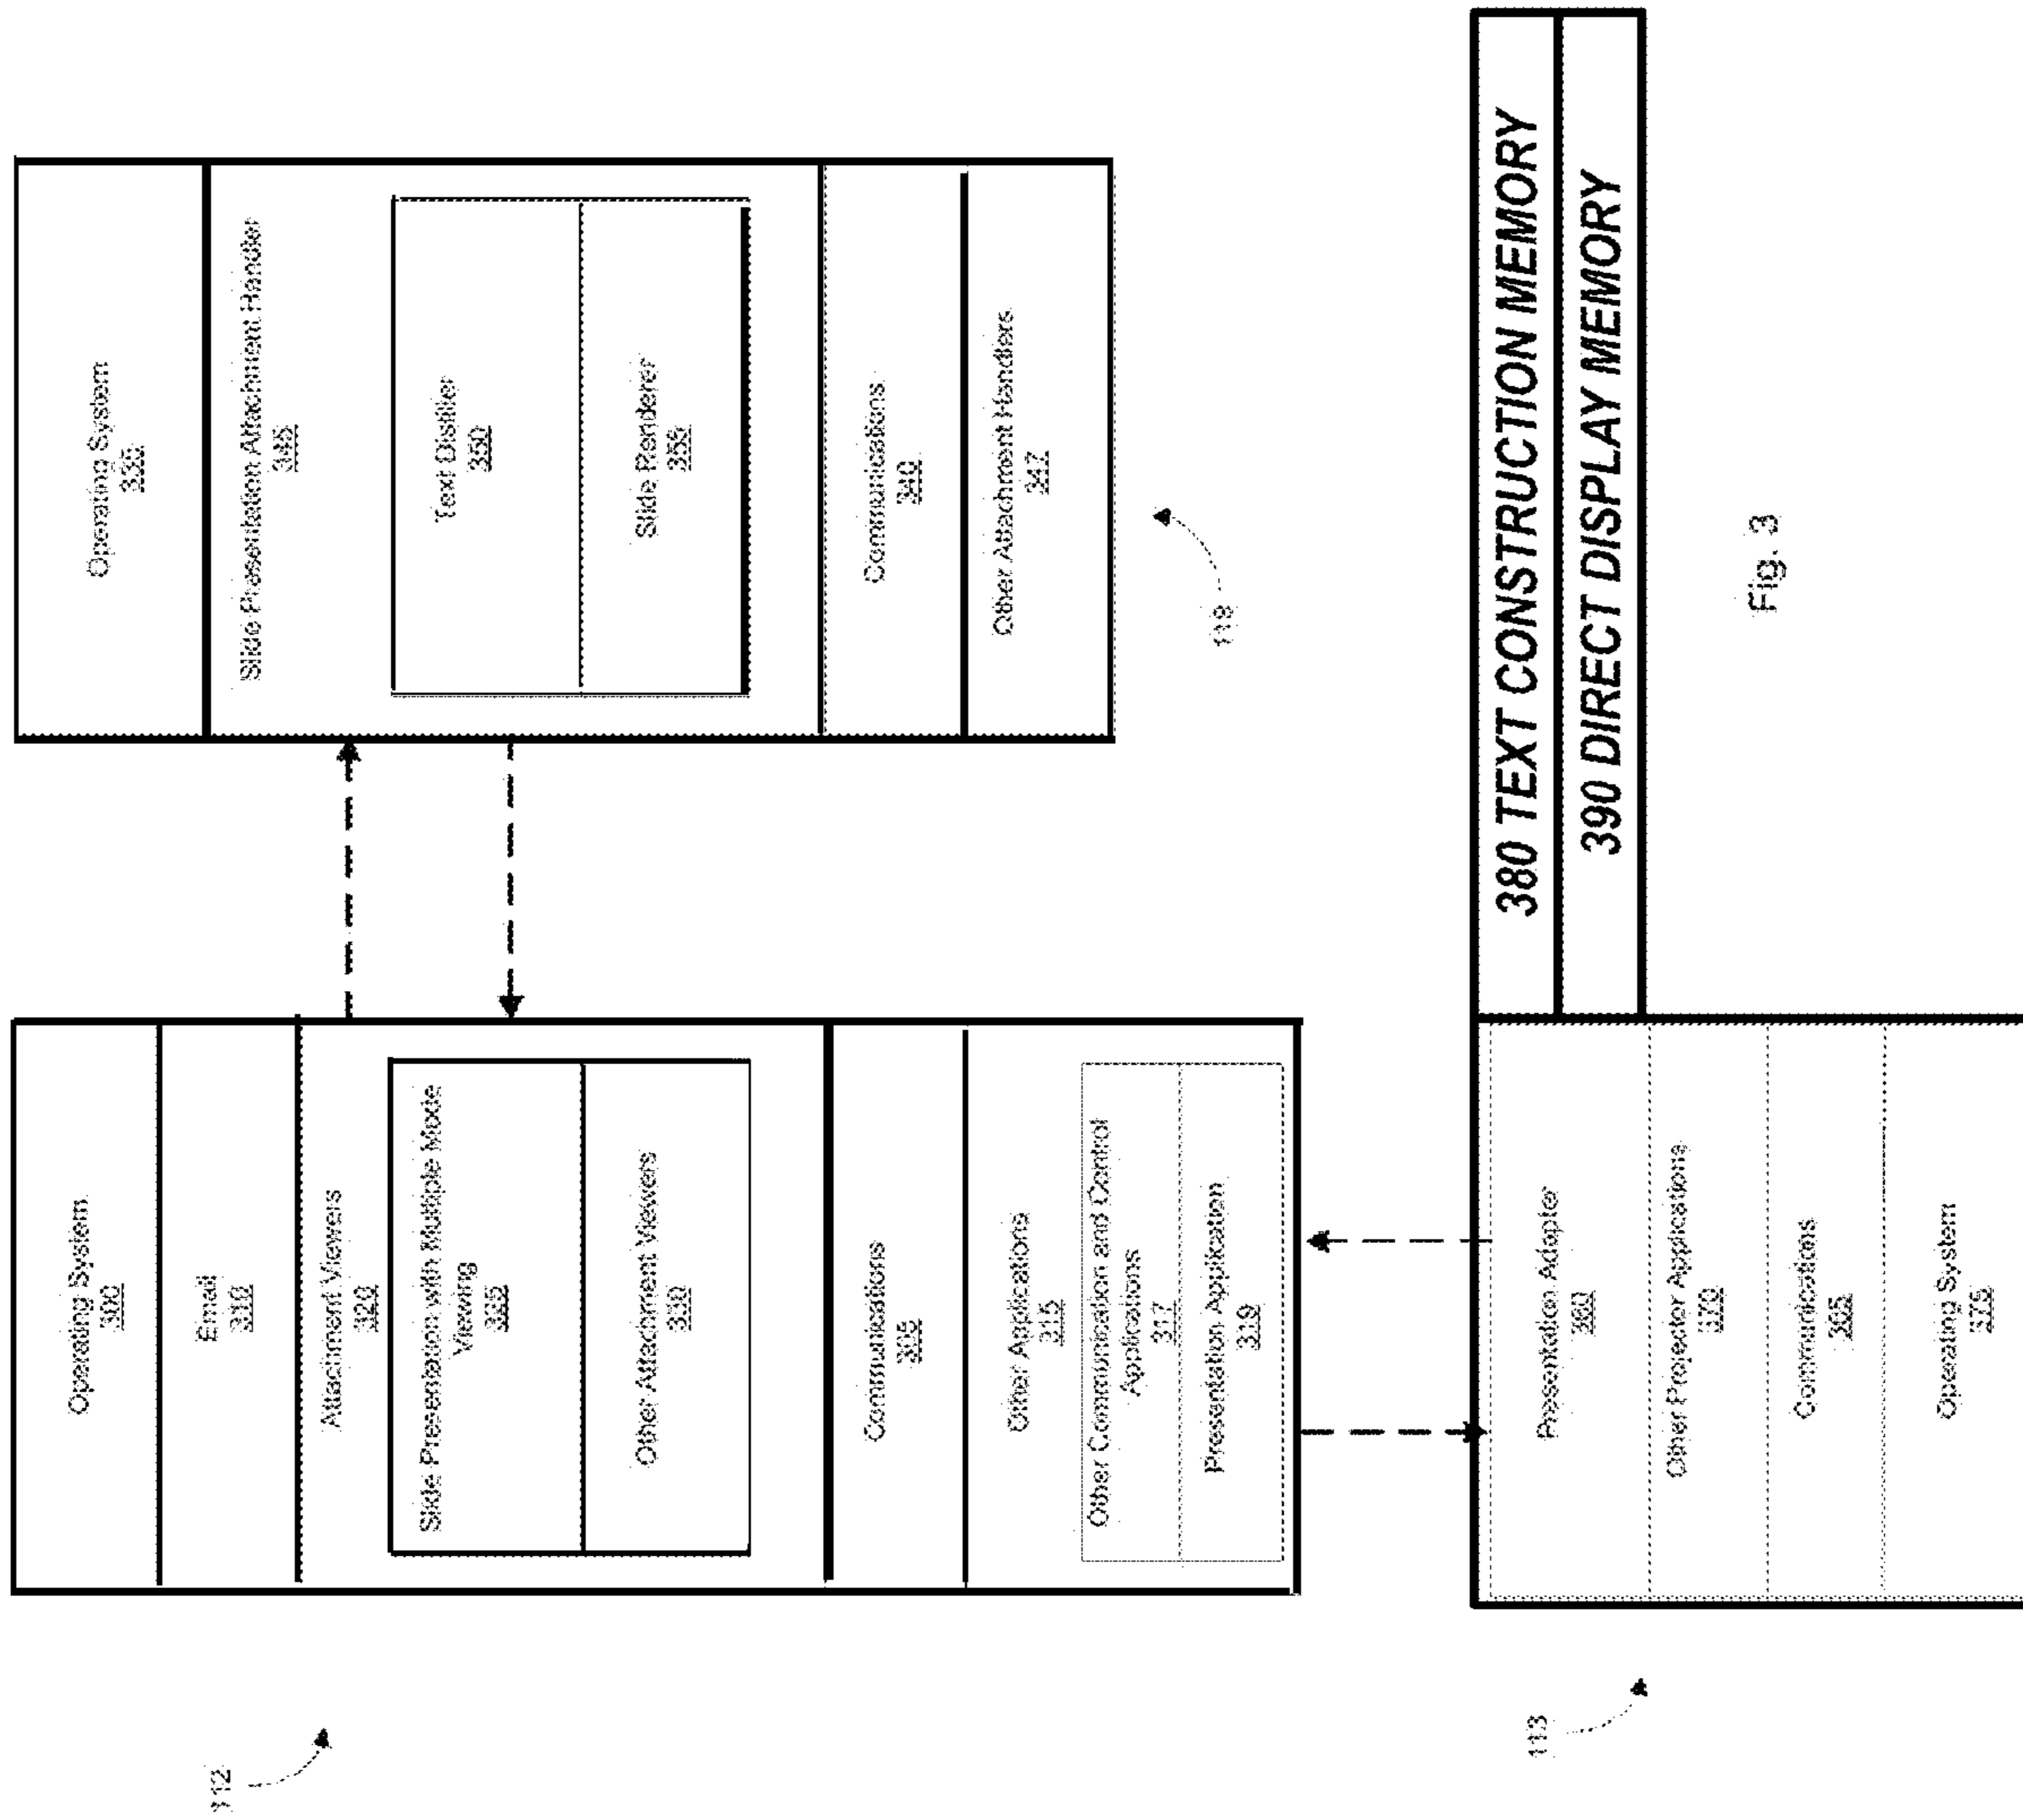 Operating System
300
Email
310
Attachment Viewers
320
Slide Presentation with Multiple Mode
Viewing
325
Other Attachment Viewers
330
Communications
305
Other Applications
315
Other Communication and Control
Applications
317
Presentation Application
319
112
Operating System
335
Slide Presentation Attachment Handler
345
Text Distiller
350
Slide Renderer
355
Communications
340
Other Attachment Handlers
347
Presentation Adapter
360
Other Projector Applications
370
Communications
365
Operating System
375
113
380 TEXT CONSTRUCTION MEMORY
390 DIRECT DISPLAY MEMORY
Fig. 3